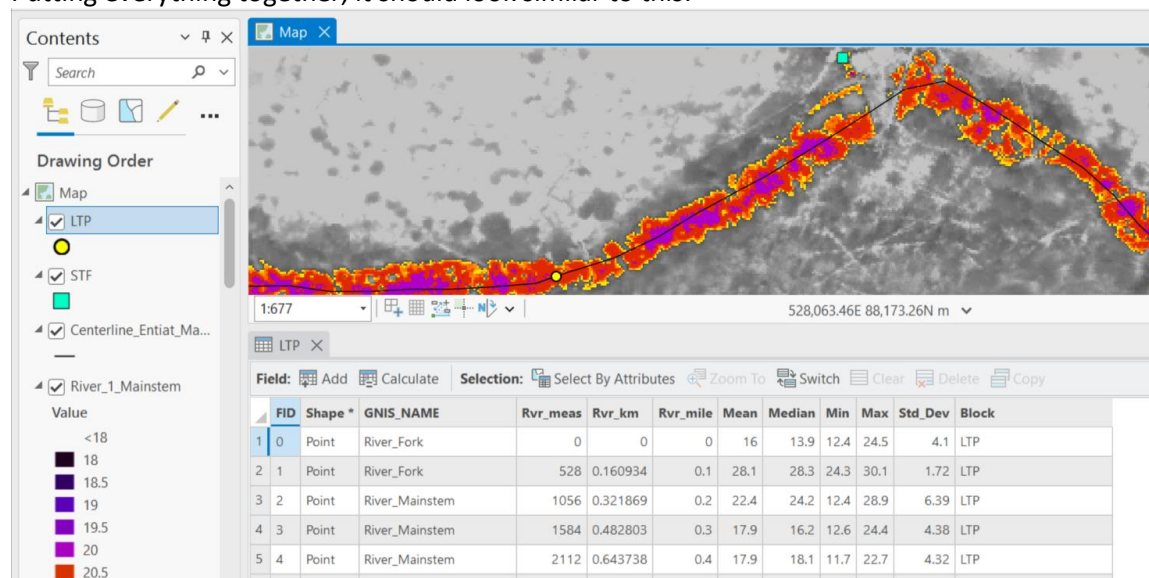 Putting everything together, it should look similar to this:
Contents
Map
Search
Drawing Order
Map
LTP
STF
Centerline_Entiat_Ma...
River_1_Mainstem
Value
<18
18
18.5
19
19.5
20
20.5
1:677
528,063.46E 88,173.26N m
LTP
Field: Add Calculate Selection: Select By Attributes Zoom To Switch Clear Delete Copy
FID Shape * GNIS_NAME Rvr_meas Rvr_km Rvr_mile Mean Median Min Max Std_Dev Block
1 0 Point River_Fork 0 0 0 16 13.9 12.4 24.5 4.1 LTP
2 1 Point River_Fork 528 0.160934 0.1 28.1 28.3 24.3 30.1 1.72 LTP
3 2 Point River_Mainstem 1056 0.321869 0.2 22.4 24.2 12.4 28.9 6.39 LTP
4 3 Point River_Mainstem 1584 0.482803 0.3 17.9 16.2 12.6 24.4 4.38 LTP
5 4 Point River_Mainstem 2112 0.643738 0.4 17.9 18.1 11.7 22.7 4.32 LTP